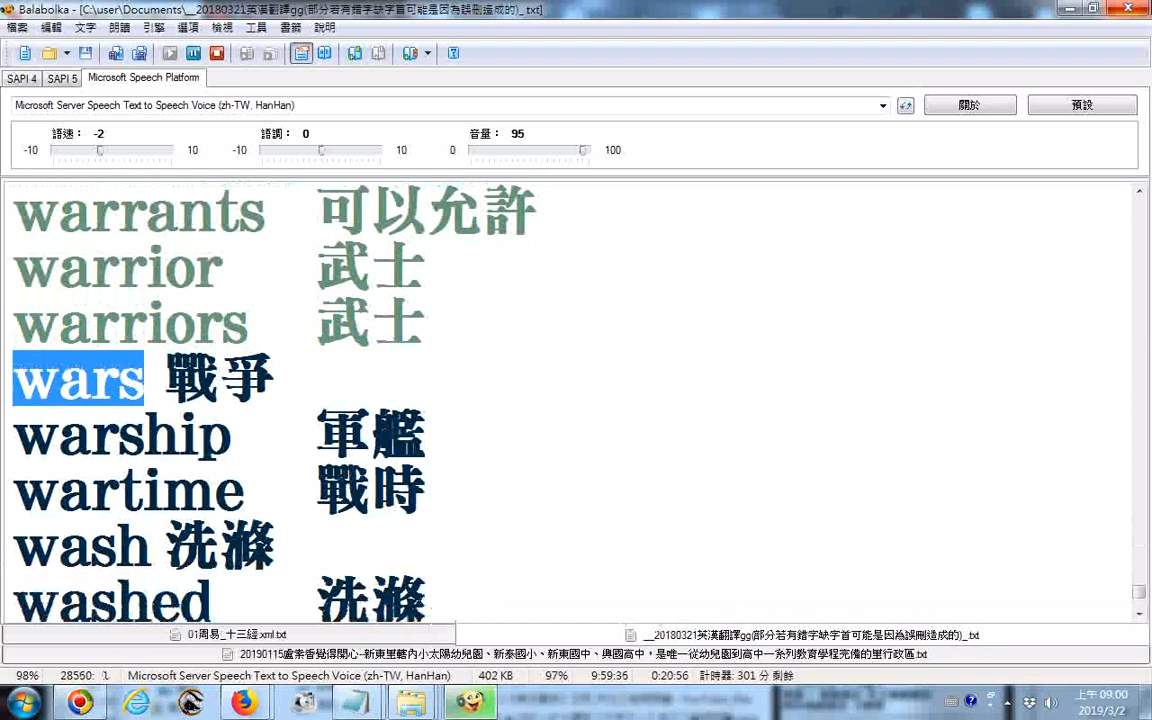 Balabolka - [C:\user\Documents\__20180321英漢翻譯gg(部分若有錯字缺字首可能是因為誤刪造成的)_.txt]
檔案 編輯 文字 朗讀 引擎 選項 檢視 工具 書籤 說明
SAPI 4 SAPI 5 Microsoft Speech Platform
Microsoft Server Speech Text to Speech Voice (zh-TW, HanHan) 關於 預設
語速： -2 語調： 0 音量： 95
-10 10 -10 10 0 100
warrants 可以允許
warrior 武士
warriors 武士
wars 戰爭
warship 軍艦
wartime 戰時
wash 洗滌
washed 洗滌
01周易_十三經.xml.txt __20180321英漢翻譯gg(部分若有錯字缺字首可能是因為誤刪造成的)_.txt
20190115盧素香覺得開心-新東里轄內小太陽幼兒園、新泰國小、新東國中、興國高中，是唯一從幼兒園到高中一系列教育學程完備的里行政區.txt
98% 28560: Microsoft Server Speech Text to Speech Voice (zh-TW, HanHan) 402 KB 97% 9:59:36 0:20:56 計時器: 301 分 剩餘
上午 09:00
2019/3/2